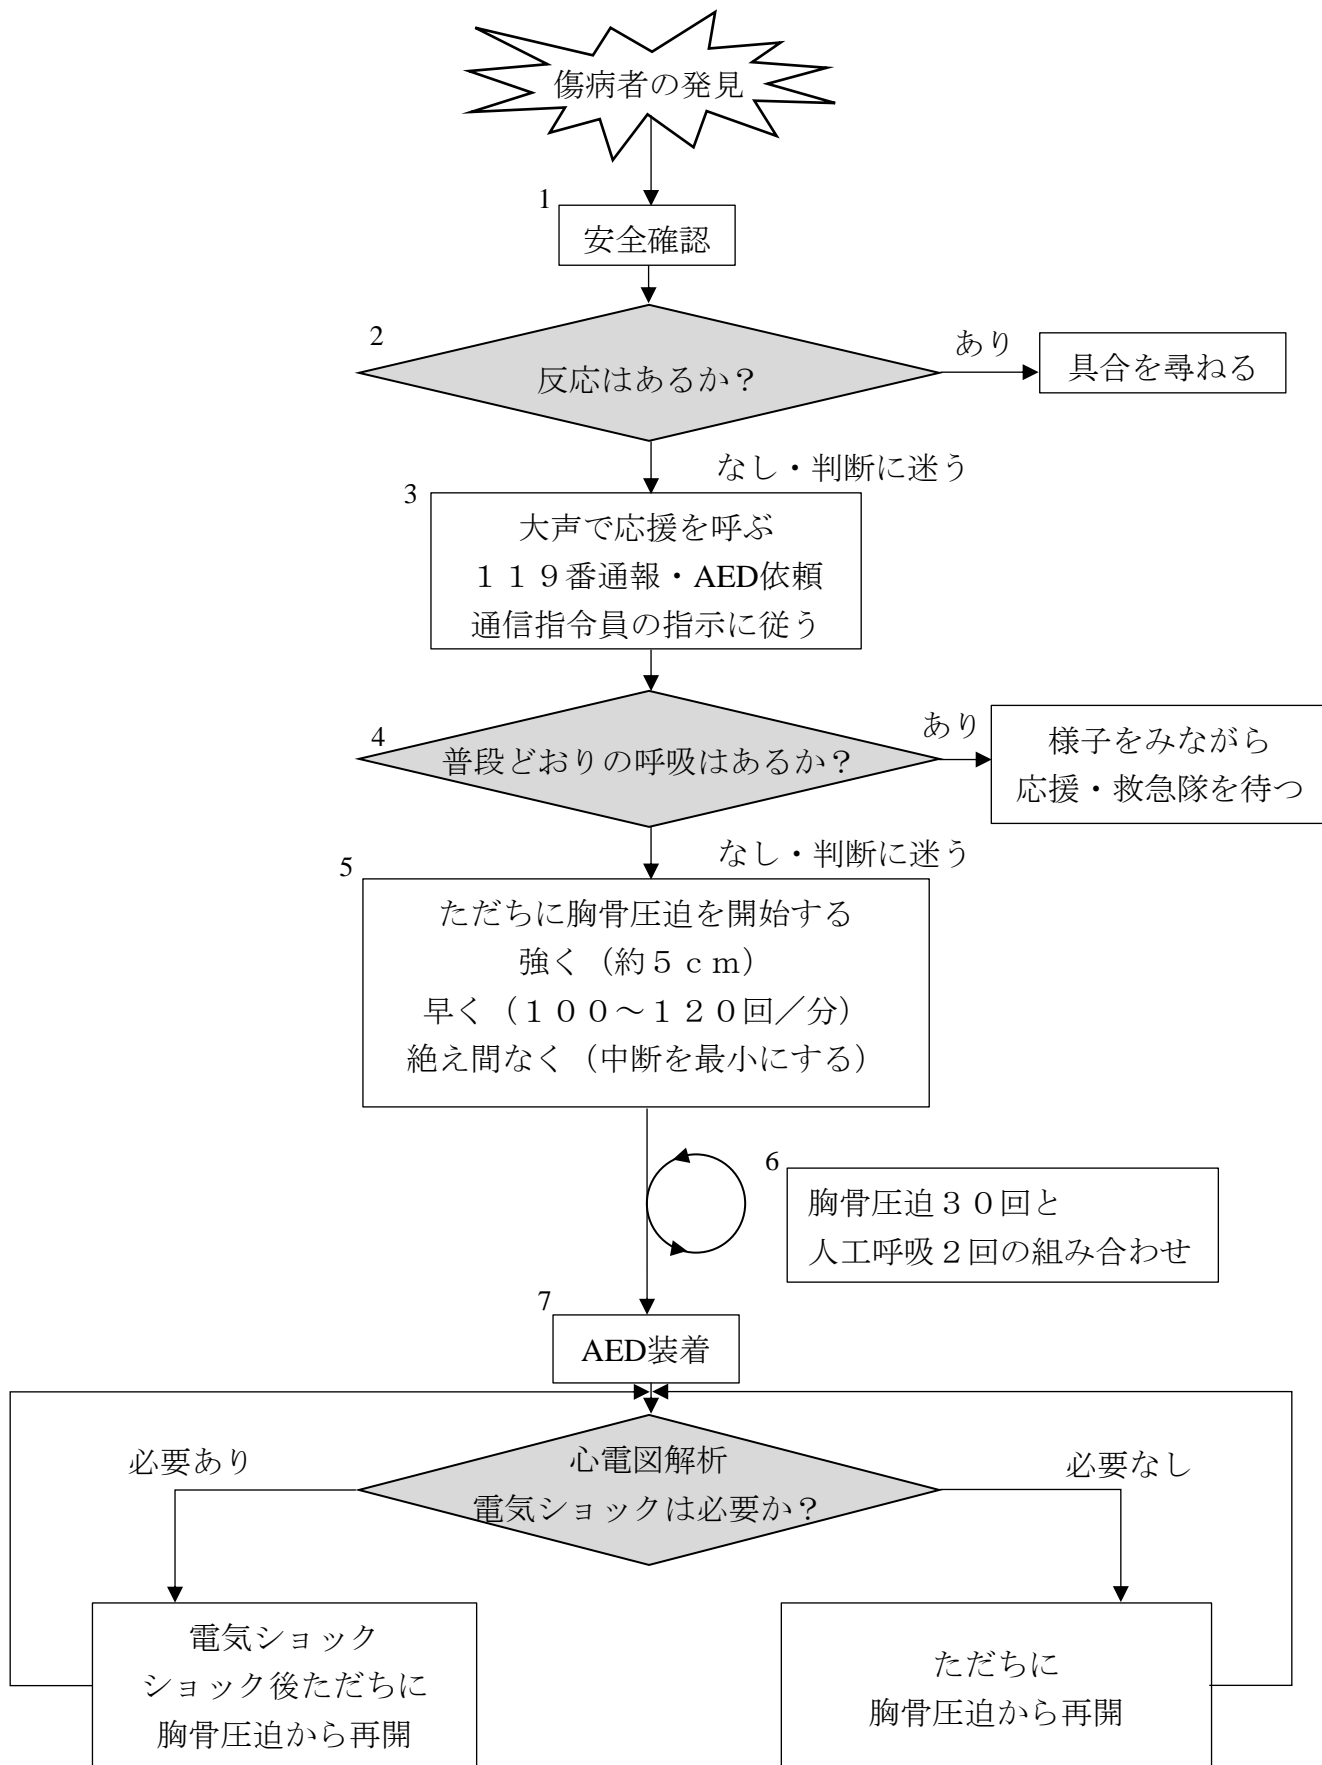 傷病者の発見
1
安全確認
2
反応はあるか？
あり
具合を尋ねる
なし・判断に迷う
3
大声で応援を呼ぶ
１１９番通報・AED依頼
通信指令員の指示に従う
4
普段どおりの呼吸はあるか？
あり
様子をみながら
応援・救急隊を待つ
なし・判断に迷う
5
ただちに胸骨圧迫を開始する
強く（約５ｃｍ）
早く（１００～１２０回／分）
絶え間なく（中断を最小にする）
6
胸骨圧迫３０回と
人工呼吸２回の組み合わせ
7
AED装着
心電図解析
電気ショックは必要か？
必要あり
必要なし
電気ショック
ショック後ただちに
胸骨圧迫から再開
ただちに
胸骨圧迫から再開